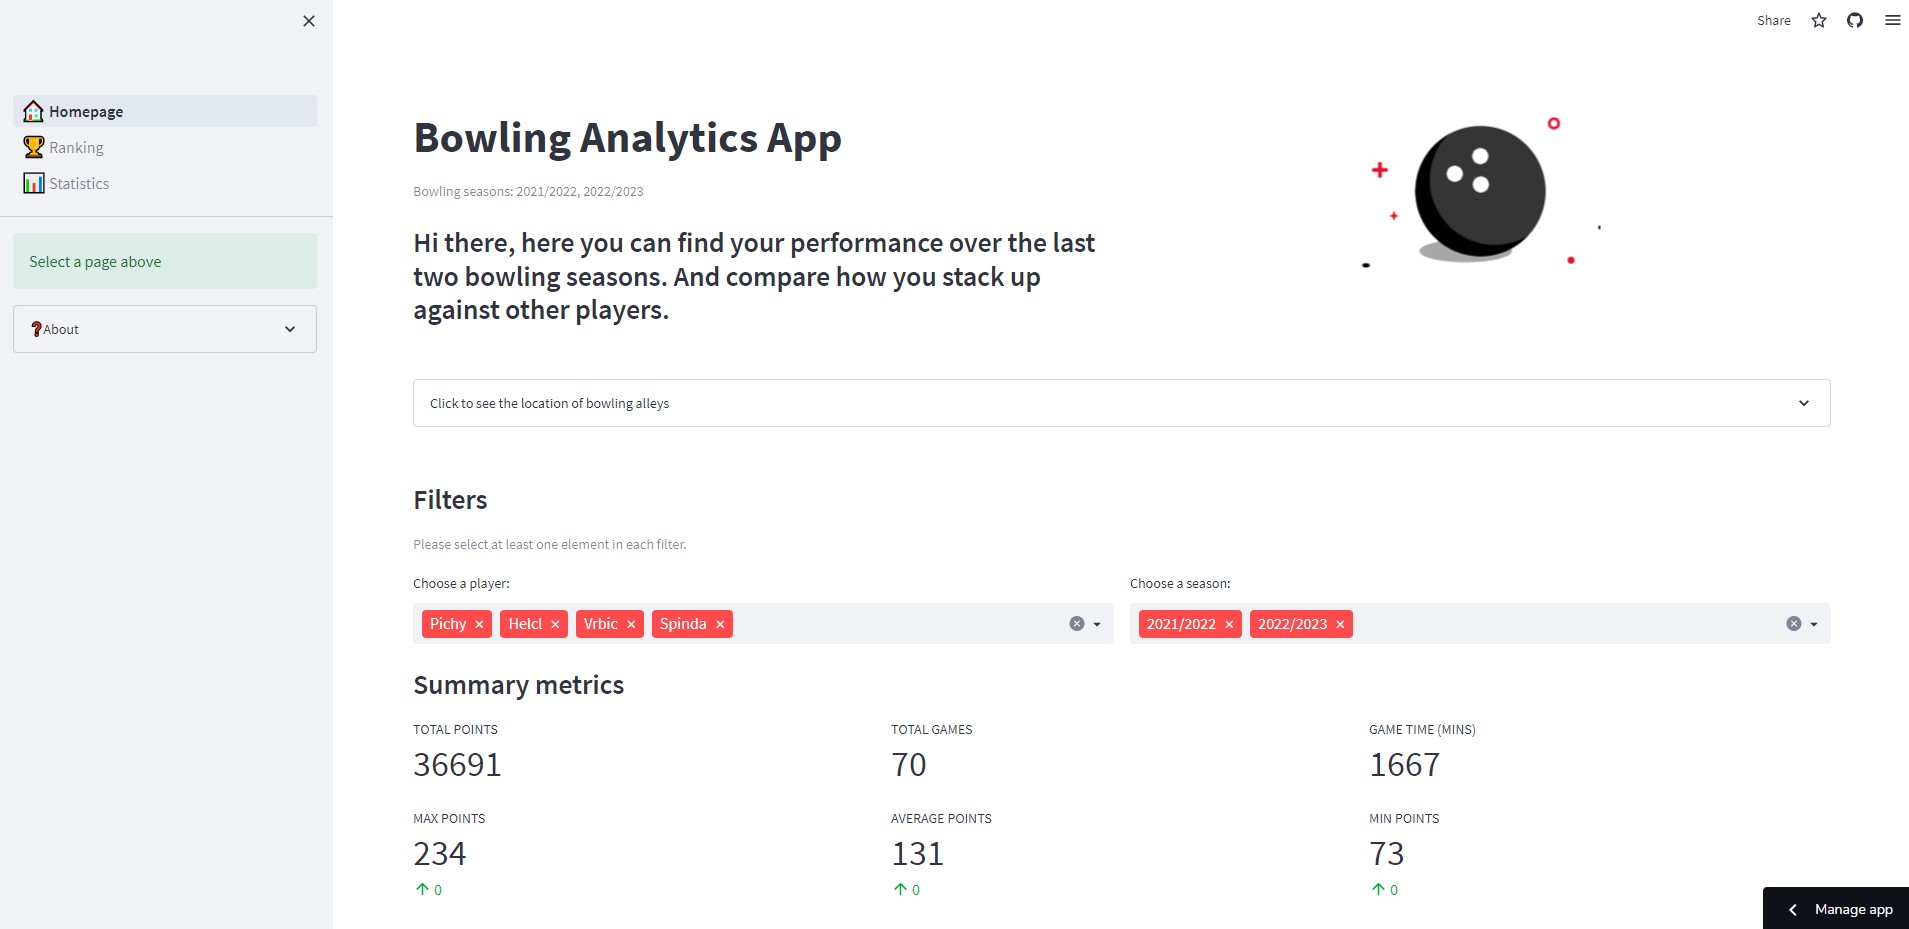 Share
Homepage
Ranking
Statistics
Select a page above
About
Bowling Analytics App
Bowling seasons: 2021/2022, 2022/2023
Hi there, here you can find your performance over the last
two bowling seasons. And compare how you stack up
against other players.
Click to see the location of bowling alleys
Filters
Please select at least one element in each filter.
Choose a player:
Pichy Helcl Vrbic Spinda
Choose a season:
2021/2022 2022/2023
Summary metrics
TOTAL POINTS
36691
TOTAL GAMES
70
GAME TIME (MINS)
1667
MAX POINTS
234
0
AVERAGE POINTS
131
0
MIN POINTS
73
0
Manage app